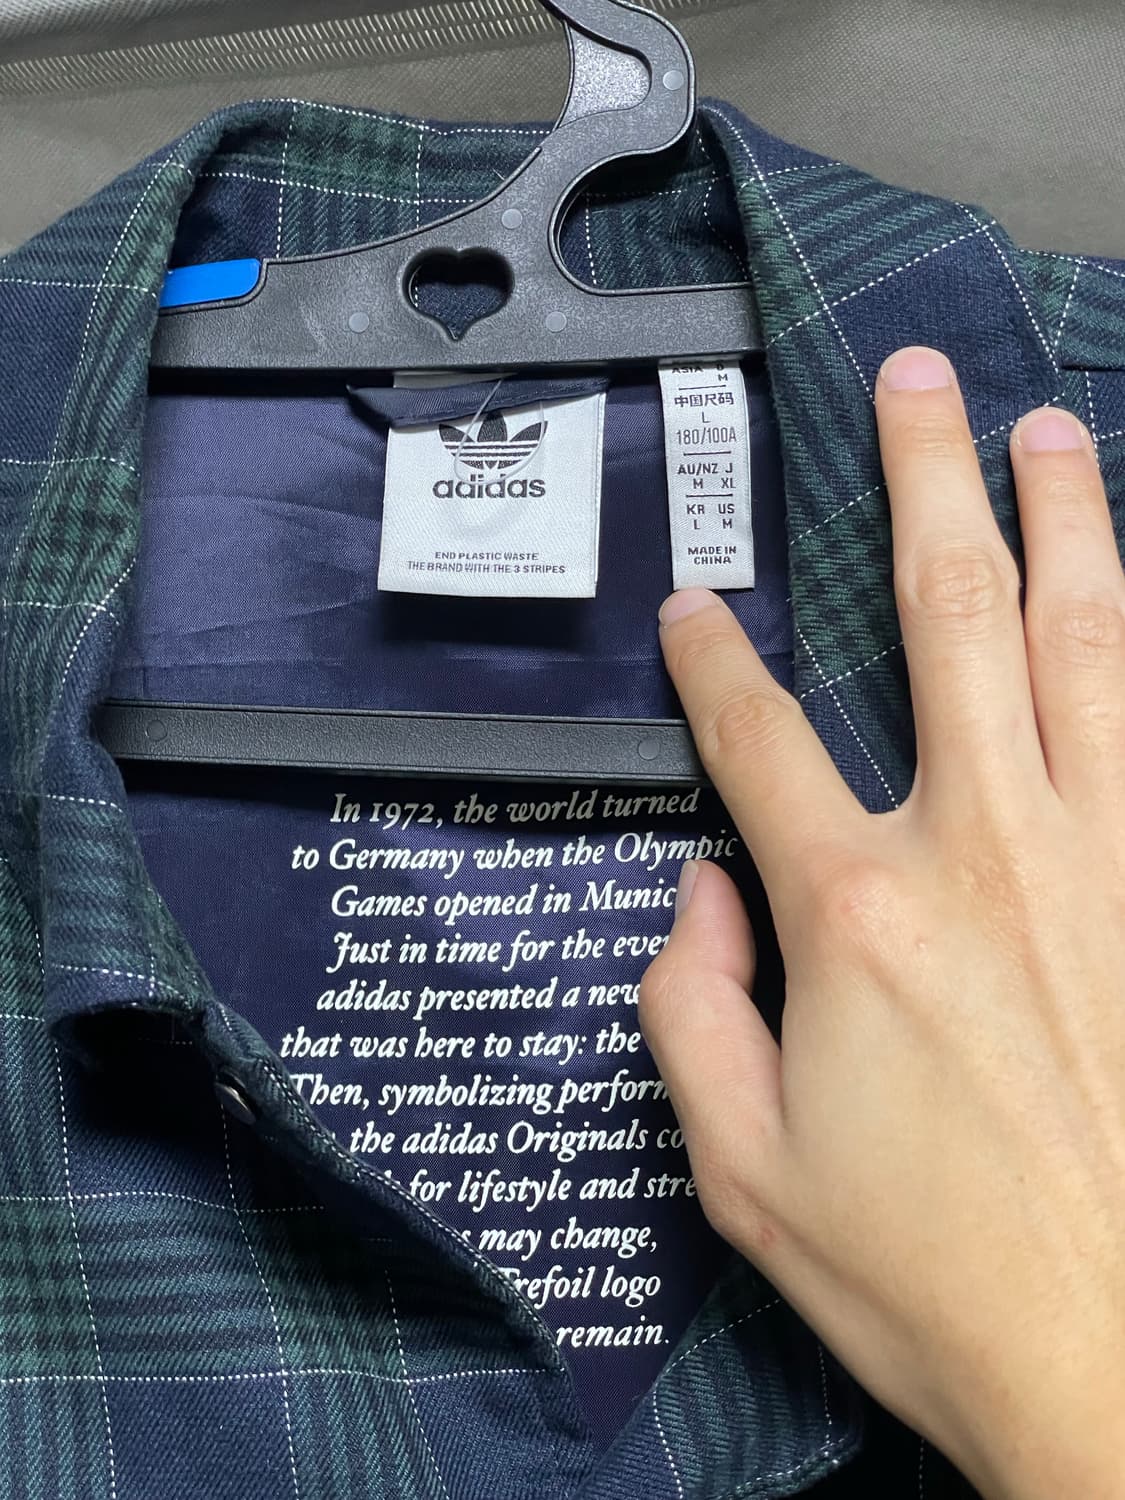 adidas
END PLASTIC WASTE
THE BRAND WITH THE 3 STRIPES
ASIA
M
中国尺码
L
180/100A
AU/NZ J
M XL
KR US
L M
MADE IN
CHINA
In 1972, the world turned
to Germany when the Olympic
Games opened in Munic
Just in time for the eve
adidas presented a new
that was here to stay: the
Then, symbolizing perform
the adidas Originals co
for lifestyle and stre
may change,
Trefoil logo
remain.